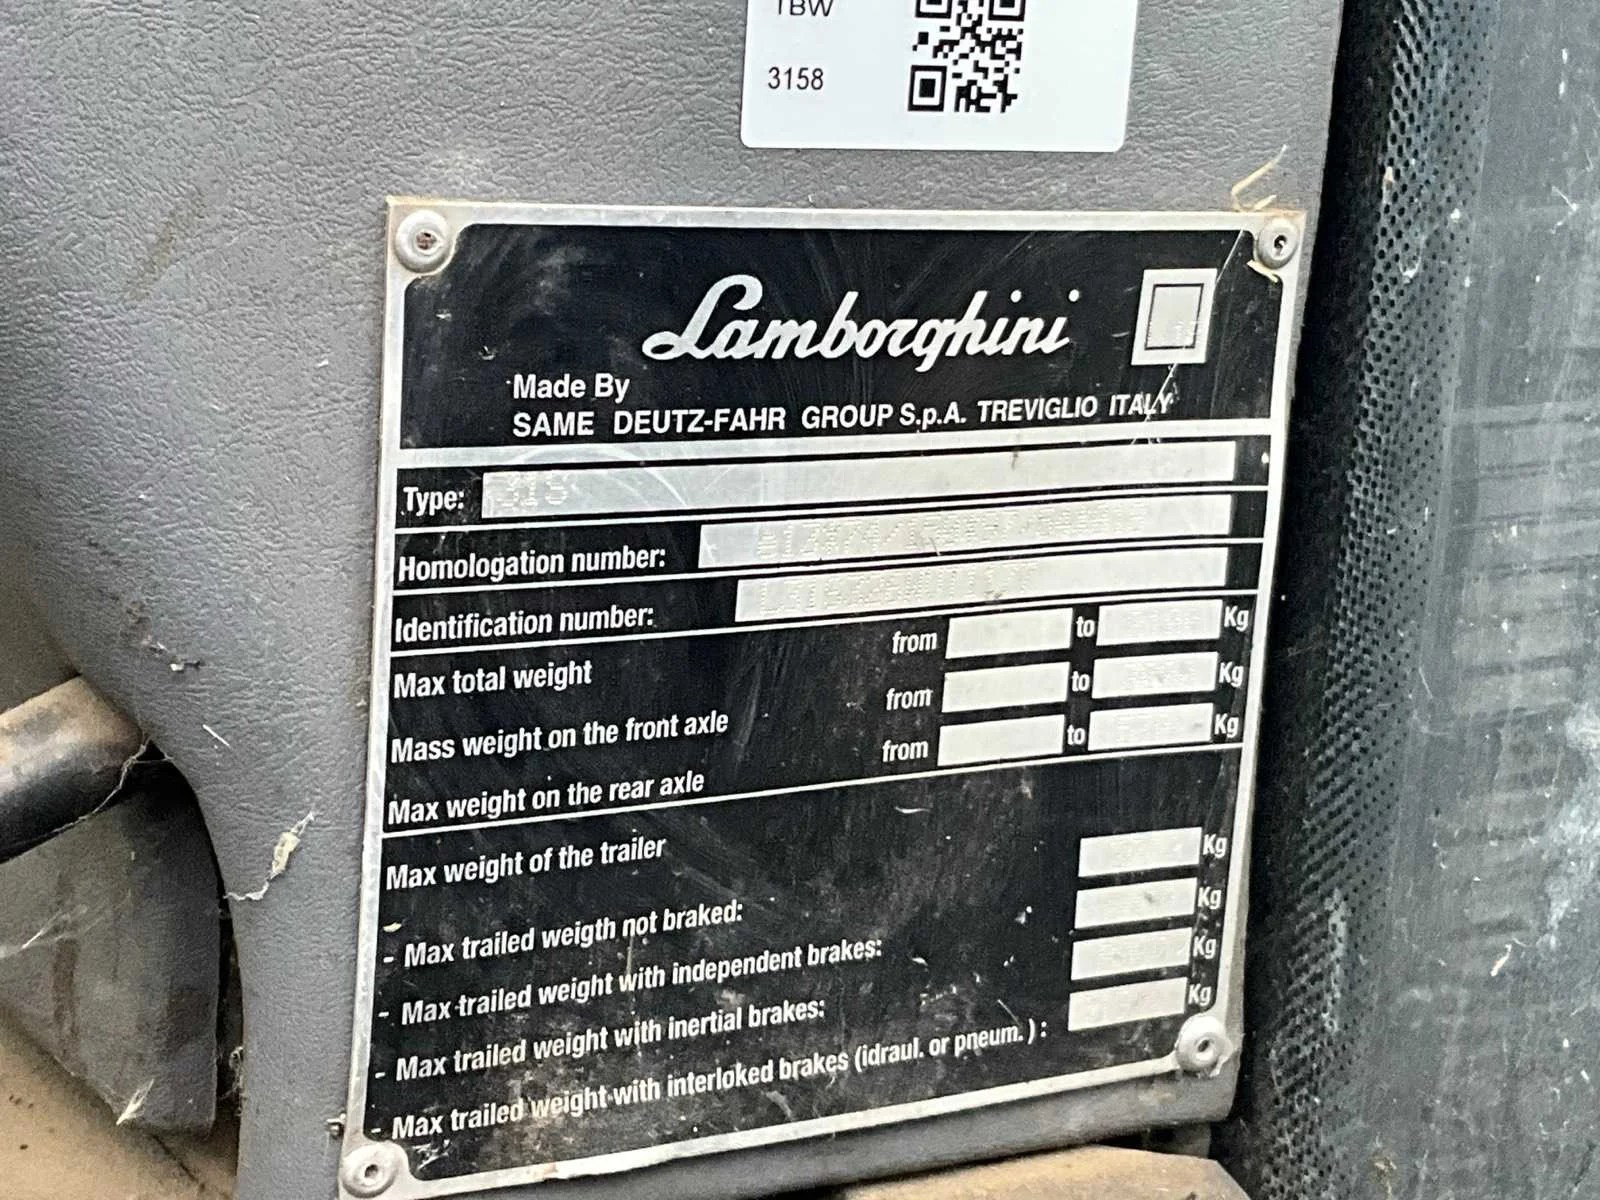 TBW
3158
Lamborghini
Made By
SAME DEUTZ-FAHR GROUP S.p.A. TREVIGLIO ITALY
Type:
Homologation number:
Identification number:
Max total weight from to Kg
Mass weight on the front axle from to Kg
Max weight on the rear axle from to Kg
Max weight of the trailer Kg
- Max trailed weigth not braked: Kg
- Max trailed weight with independent brakes: Kg
- Max trailed weight with inertial brakes: Kg
- Max trailed weight with interloked brakes (idraul. or pneum. ) :